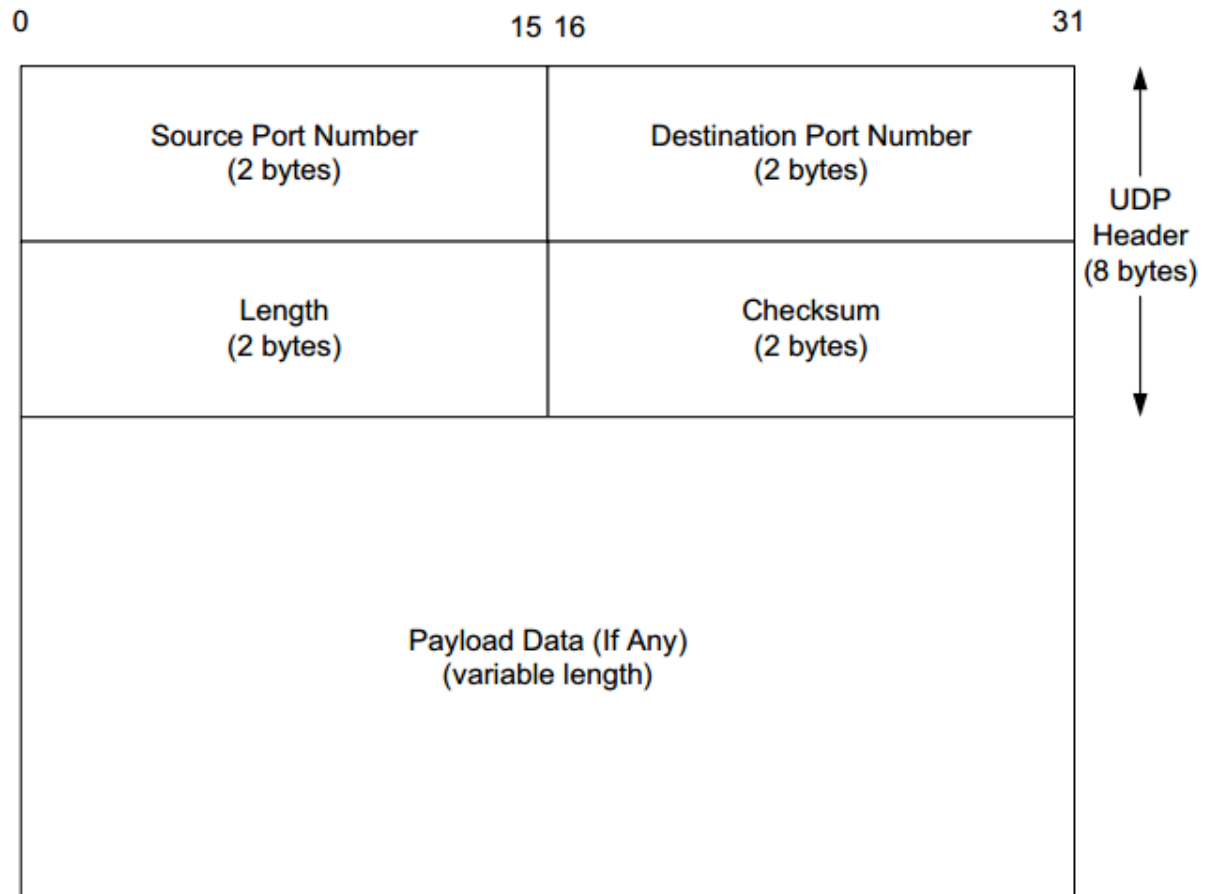 0
15 16
31
Source Port Number
(2 bytes)
Destination Port Number
(2 bytes)
UDP
Header
(8 bytes)
Length
(2 bytes)
Checksum
(2 bytes)
Payload Data (If Any)
(variable length)